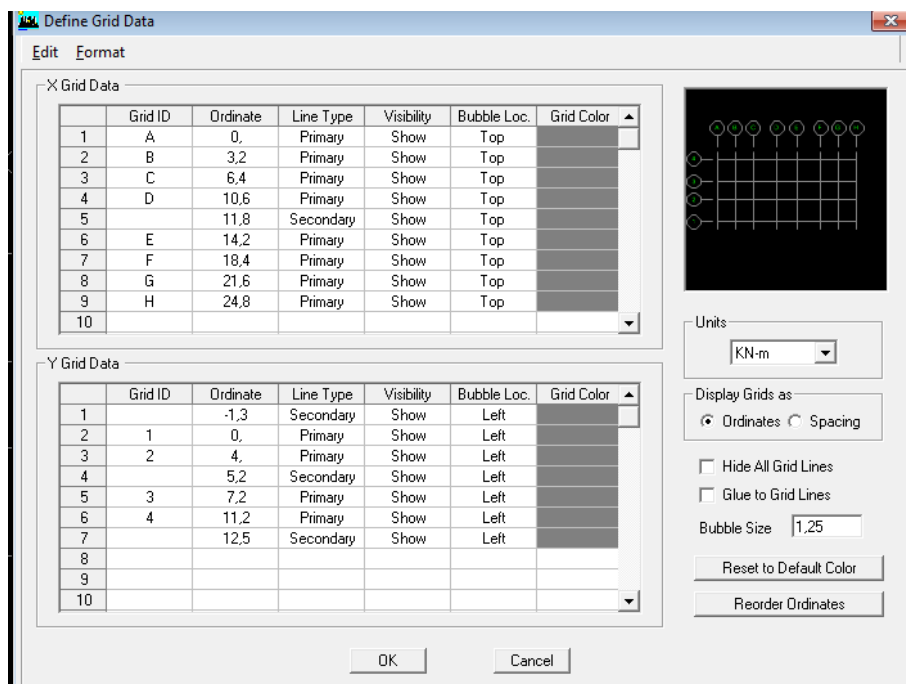 Define Grid Data
Edit Format
X Grid Data
Grid ID Ordinate Line Type Visibility Bubble Loc. Grid Color
1 A 0, Primary Show Top
2 B 3,2 Primary Show Top
3 C 6,4 Primary Show Top
4 D 10,6 Primary Show Top
5 11,8 Secondary Show Top
6 E 14,2 Primary Show Top
7 F 18,4 Primary Show Top
8 G 21,6 Primary Show Top
9 H 24,8 Primary Show Top
10
Y Grid Data
Grid ID Ordinate Line Type Visibility Bubble Loc. Grid Color
1 -1,3 Secondary Show Left
2 1 0, Primary Show Left
3 2 4, Primary Show Left
4 5,2 Secondary Show Left
5 3 7,2 Primary Show Left
6 4 11,2 Primary Show Left
7 12,5 Secondary Show Left
8
9
10
A B C D E F G H
4
3
2
1
Units
KN-m
Display Grids as
Ordinates Spacing
Hide All Grid Lines
Glue to Grid Lines
Bubble Size 1,25
Reset to Default Color
Reorder Ordinates
OK Cancel